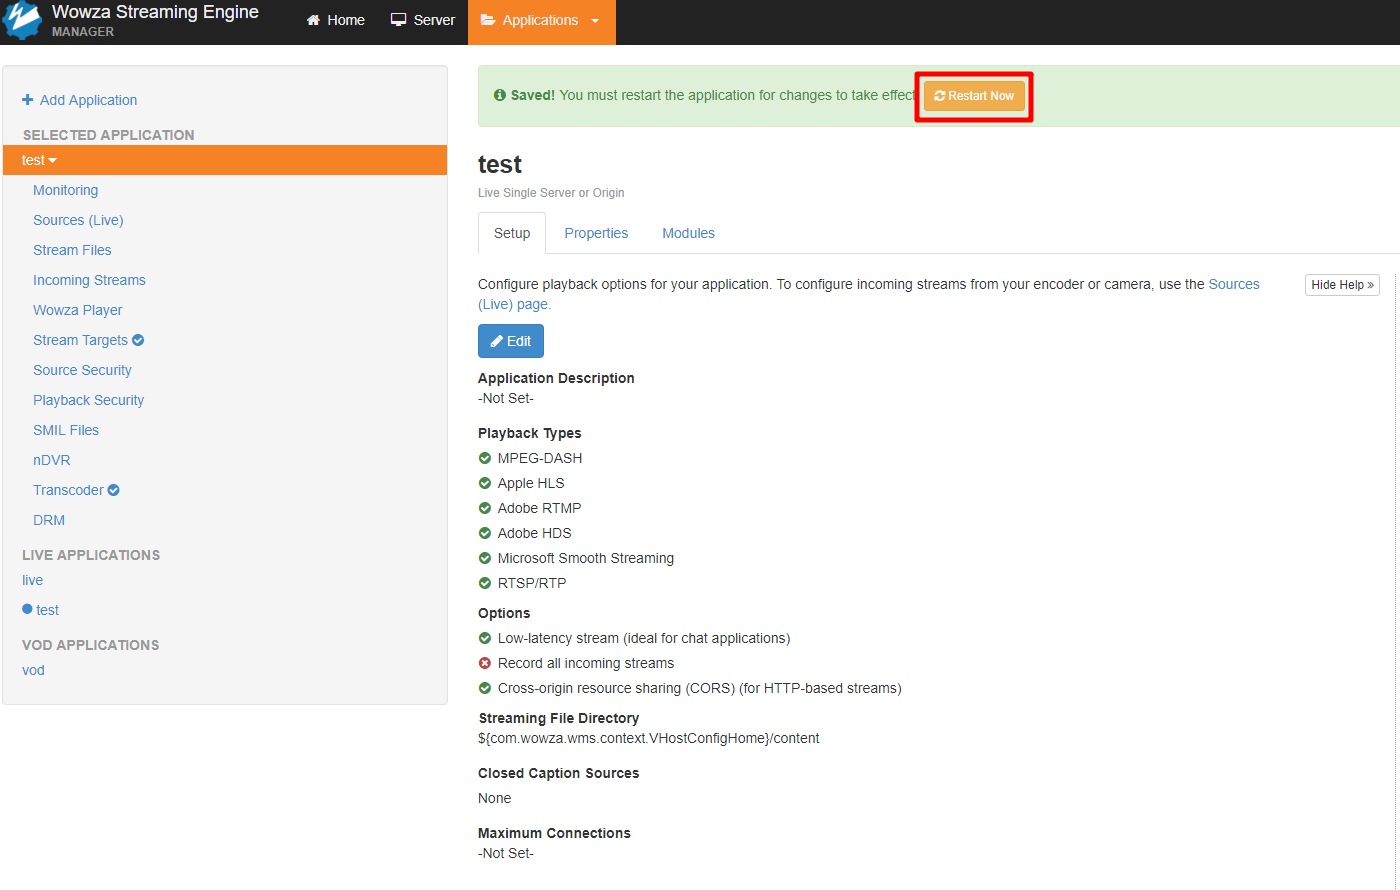 Wowza Streaming Engine
MANAGER
Home
Server
Applications
Add Application
SELECTED APPLICATION
test
Monitoring
Sources (Live)
Stream Files
Incoming Streams
Wowza Player
Stream Targets
Source Security
Playback Security
SMIL Files
nDVR
Transcoder
DRM
LIVE APPLICATIONS
live
test
VOD APPLICATIONS
vod
Saved! You must restart the application for changes to take effect
Restart Now
test
Live Single Server or Origin
Setup
Properties
Modules
Configure playback options for your application. To configure incoming streams from your encoder or camera, use the Sources
(Live) page.
Hide Help »
Edit
Application Description
-Not Set-
Playback Types
MPEG-DASH
Apple HLS
Adobe RTMP
Adobe HDS
Microsoft Smooth Streaming
RTSP/RTP
Options
Low-latency stream (ideal for chat applications)
Record all incoming streams
Cross-origin resource sharing (CORS) (for HTTP-based streams)
Streaming File Directory
${com.wowza.wms.context.VHostConfigHome}/content
Closed Caption Sources
None
Maximum Connections
-Not Set-